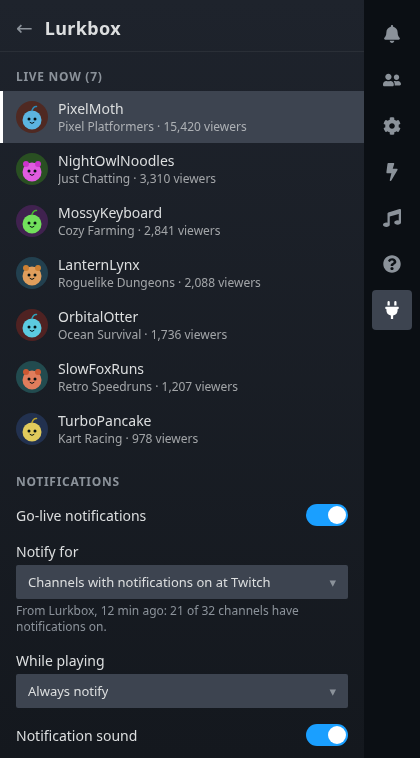 ← Lurkbox
LIVE NOW (7)
PixelMoth
Pixel Platformers · 15,420 viewers
NightOwlNoodles
Just Chatting · 3,310 viewers
MossyKeyboard
Cozy Farming · 2,841 viewers
LanternLynx
Roguelike Dungeons · 2,088 viewers
OrbitalOtter
Ocean Survival · 1,736 viewers
SlowFoxRuns
Retro Speedruns · 1,207 viewers
TurboPancake
Kart Racing · 978 viewers
NOTIFICATIONS
Go-live notifications
Notify for
Channels with notifications on at Twitch
From Lurkbox, 12 min ago: 21 of 32 channels have
notifications on.
While playing
Always notify
Notification sound